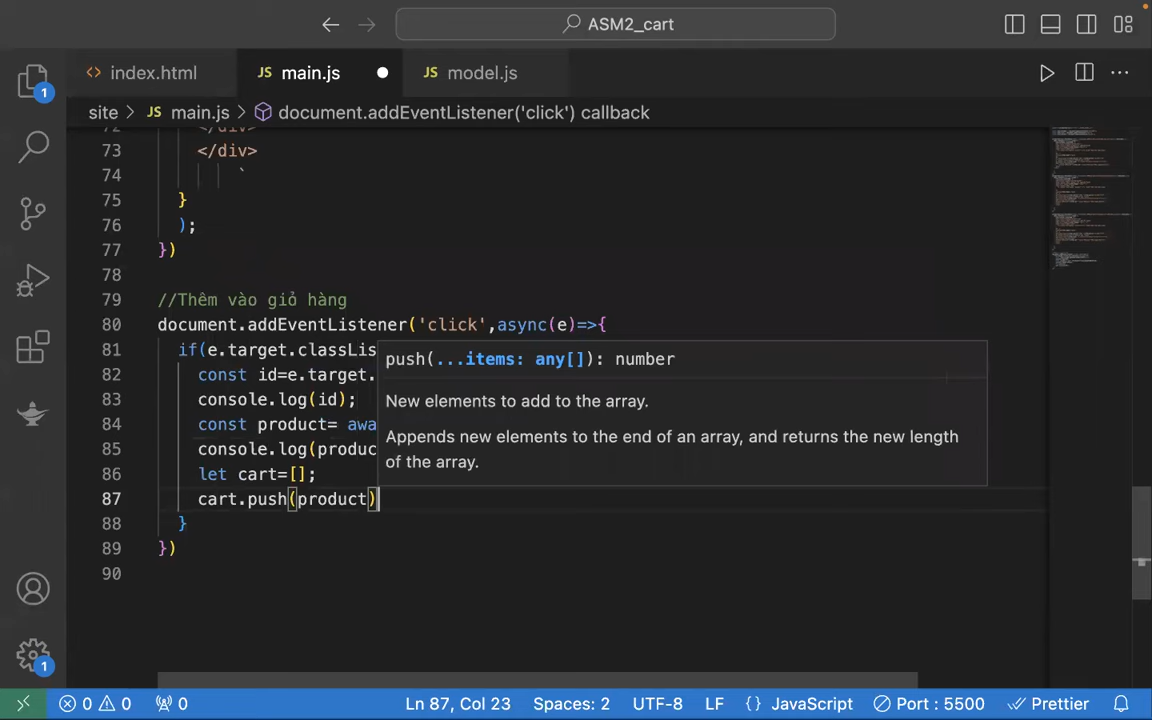 ASM2_cart
index.html
JS main.js
JS model.js
1
site > JS main.js > document.addEventListener('click') callback
72 </div>
73 </div>
74 `
75 }
76 );
77 })
78
79 //Thêm vào giỏ hàng
80 document.addEventListener('click',async(e)=>{
81 if(e.target.classLis
82 const id=e.target.
83 console.log(id);
84 const product= awa
85 console.log(produc
86 let cart=[];
87 cart.push(product)
88 }
89 })
90
push(...items: any[]): number
New elements to add to the array.
Appends new elements to the end of an array, and returns the new length
of the array.
1
0 0 0 Ln 87, Col 23 Spaces: 2 UTF-8 LF {} JavaScript Port : 5500 Prettier